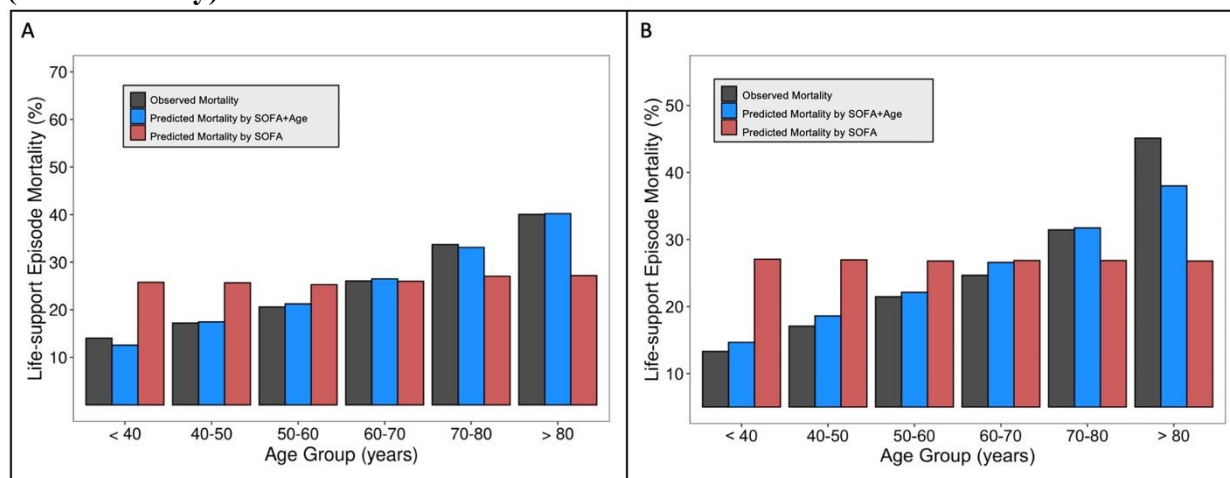 A
70
60
50
40
30
20
10
Life-support Episode Mortality (%)
Observed Mortality
Predicted Mortality by SOFA+Age
Predicted Mortality by SOFA
< 40 40-50 50-60 60-70 70-80 > 80
Age Group (years)
B
50
40
30
20
10
Life-support Episode Mortality (%)
Observed Mortality
Predicted Mortality by SOFA+Age
Predicted Mortality by SOFA
< 40 40-50 50-60 60-70 70-80 > 80
Age Group (years)